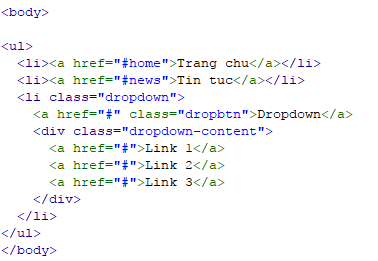 <body>

<ul>
  <li><a href="#home">Trang chu</a></li>
  <li><a href="#news">Tin tuc</a></li>
  <li class="dropdown">
    <a href="#" class="dropbtn">Dropdown</a>
    <div class="dropdown-content">
      <a href="#">Link 1</a>
      <a href="#">Link 2</a>
      <a href="#">Link 3</a>
    </div>
  </li>
</ul>
</body>